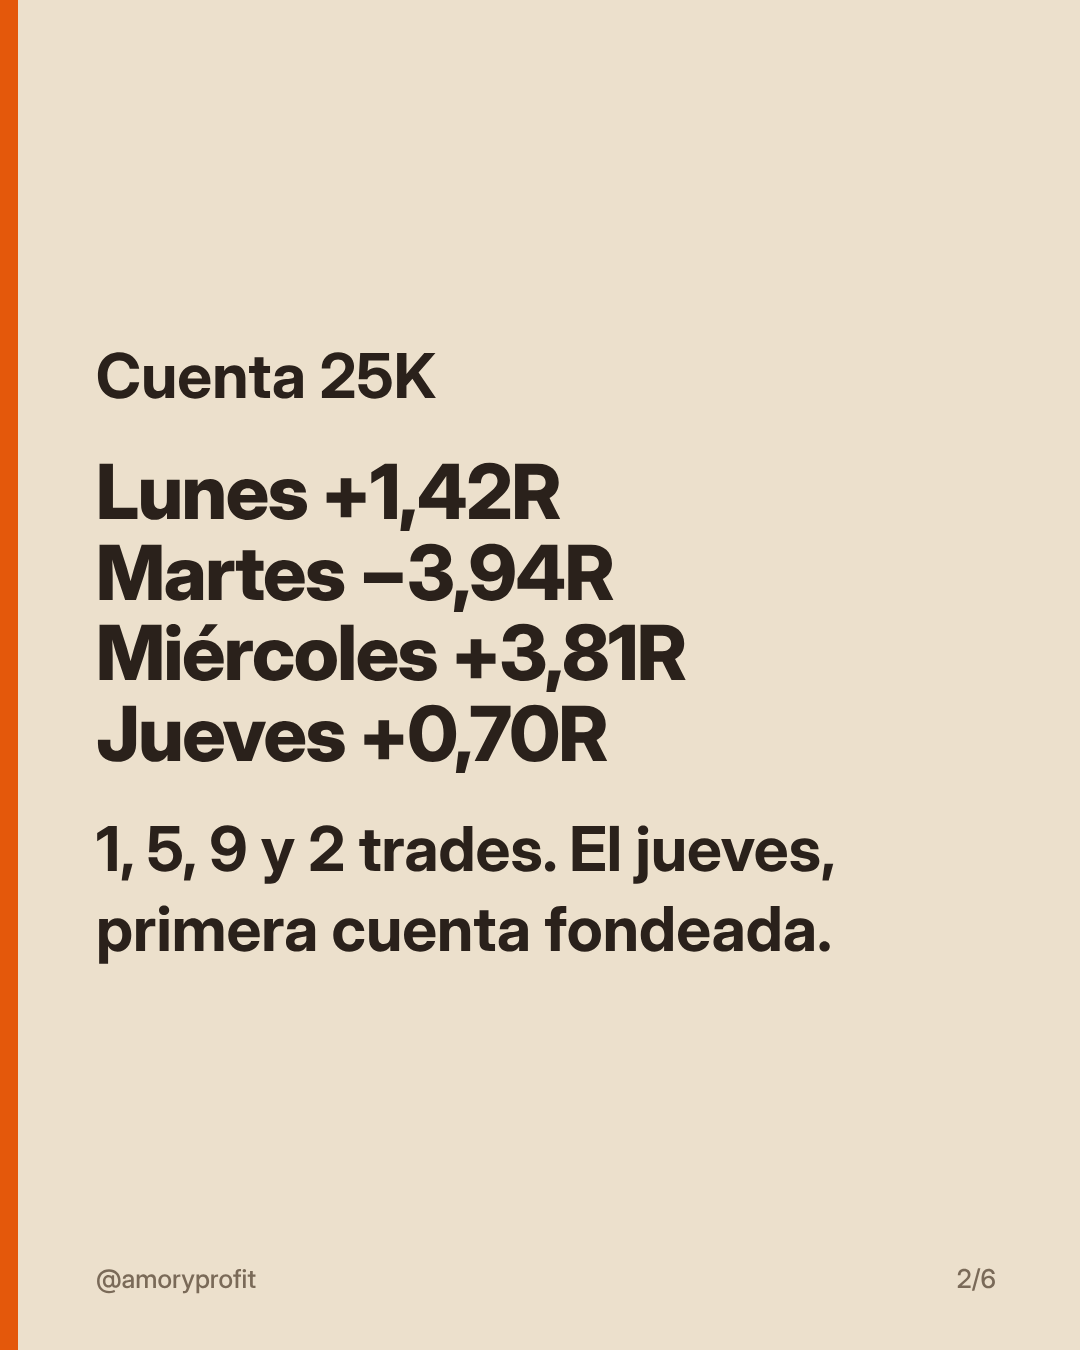 Cuenta 25K
Lunes +1,42R
Martes −3,94R
Miércoles +3,81R
Jueves +0,70R
1, 5, 9 y 2 trades. El jueves,
primera cuenta fondeada.
@amoryprofit
2/6